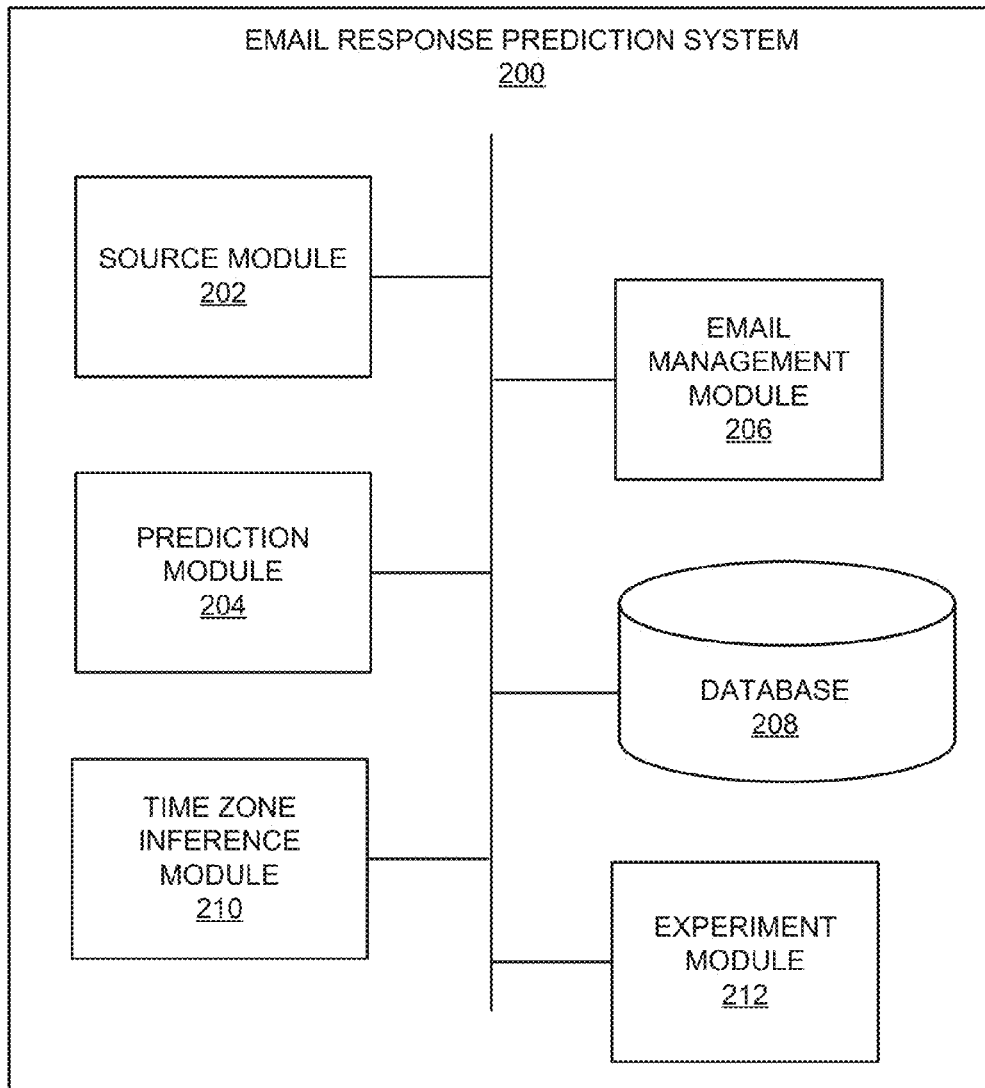 EMAIL RESPONSE PREDICTION SYSTEM
200
SOURCE MODULE
202
EMAIL
MANAGEMENT
MODULE
206
PREDICTION
MODULE
204
DATABASE
208
TIME ZONE
INFERENCE
MODULE
210
EXPERIMENT
MODULE
212